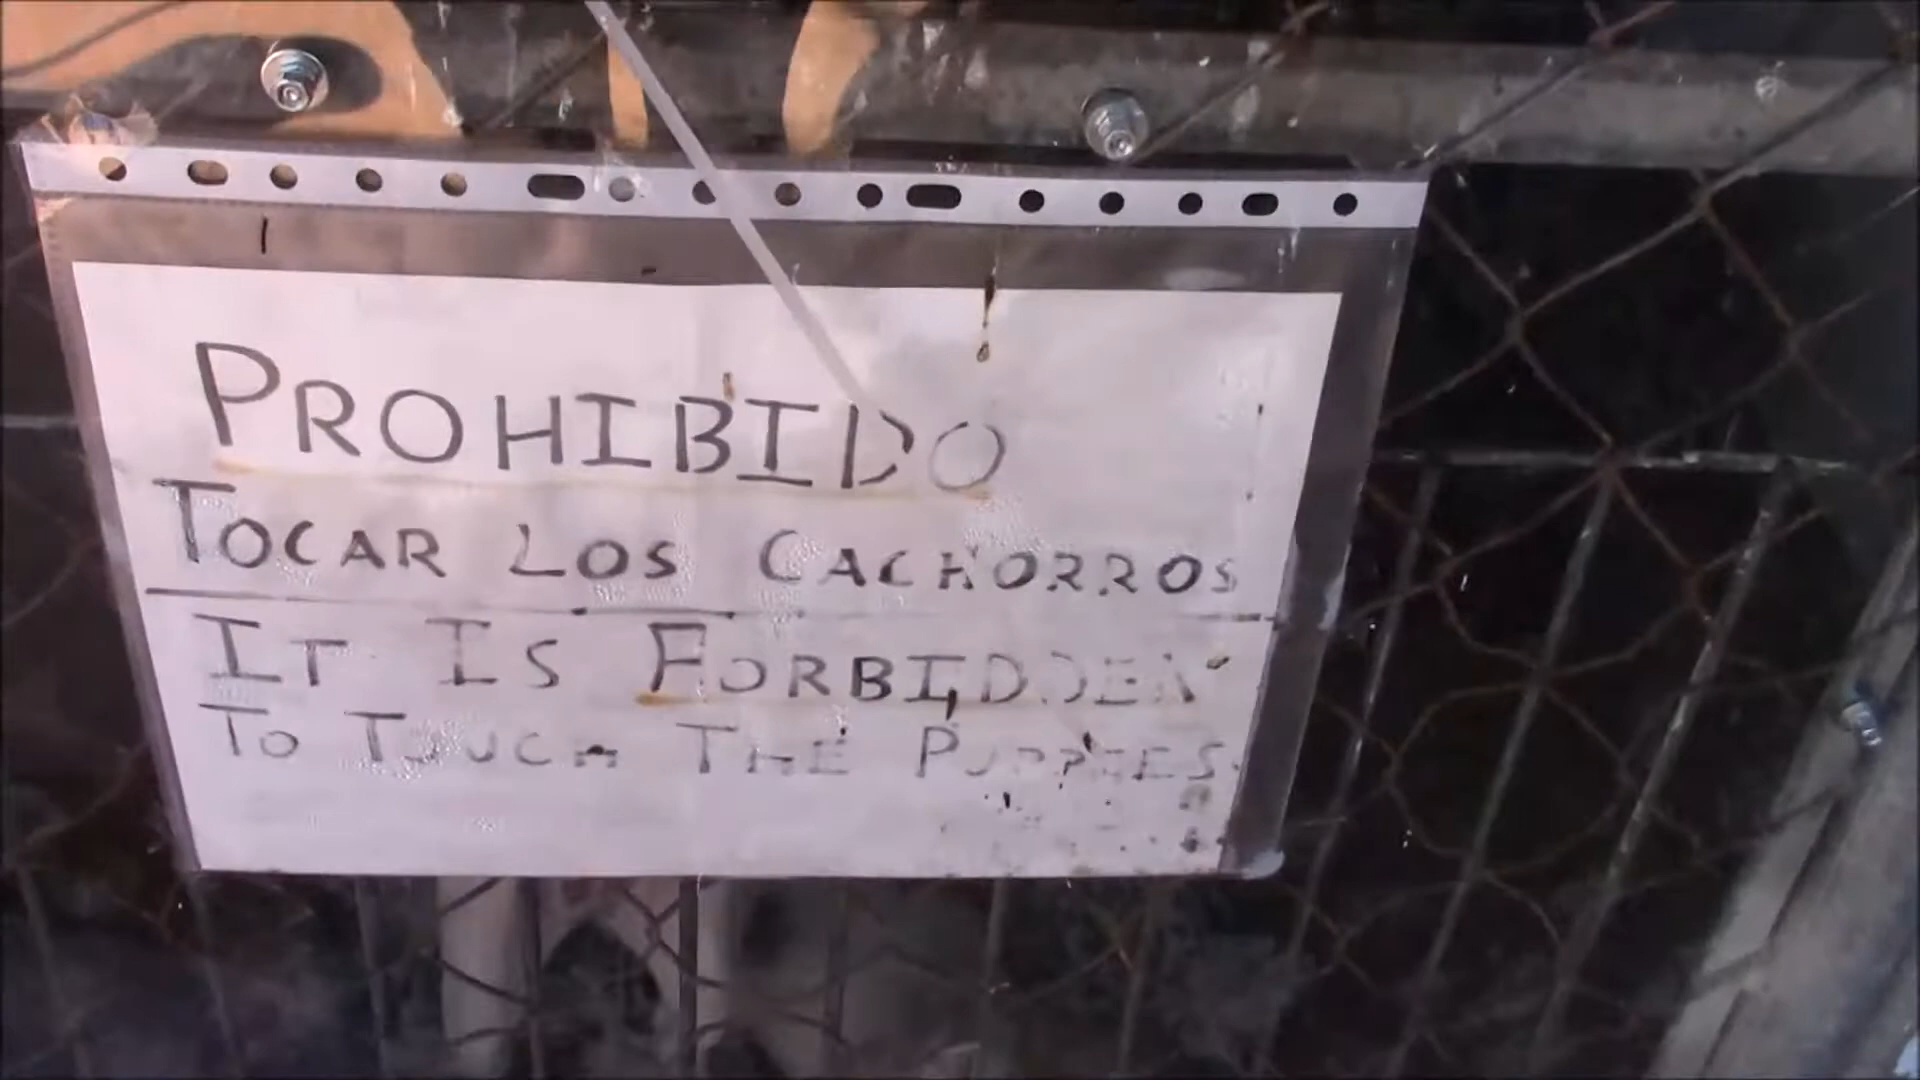 PROHIBIDO
TOCAR LOS CACHORROS
IT IS FORBIDDEN
TO TOUCH THE PUPPIES